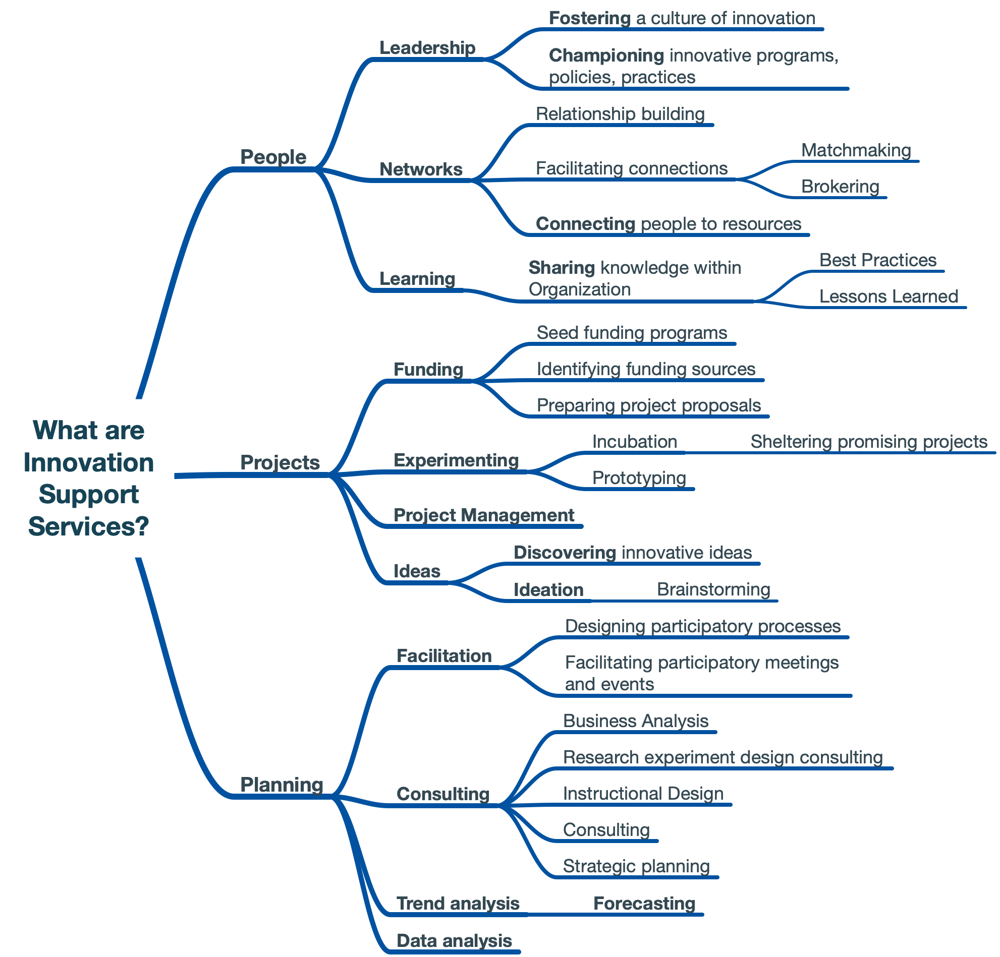 What are
Innovation
Support
Services?
People
Leadership
Fostering a culture of innovation
Championing innovative programs,
policies, practices
Networks
Relationship building
Facilitating connections
Matchmaking
Brokering
Connecting people to resources
Learning
Sharing knowledge within
Organization
Best Practices
Lessons Learned
Projects
Funding
Seed funding programs
Identifying funding sources
Preparing project proposals
Experimenting
Incubation
Sheltering promising projects
Prototyping
Project Management
Ideas
Discovering innovative ideas
Ideation
Brainstorming
Planning
Facilitation
Designing participatory processes
Facilitating participatory meetings
and events
Consulting
Business Analysis
Research experiment design consulting
Instructional Design
Consulting
Strategic planning
Trend analysis
Forecasting
Data analysis